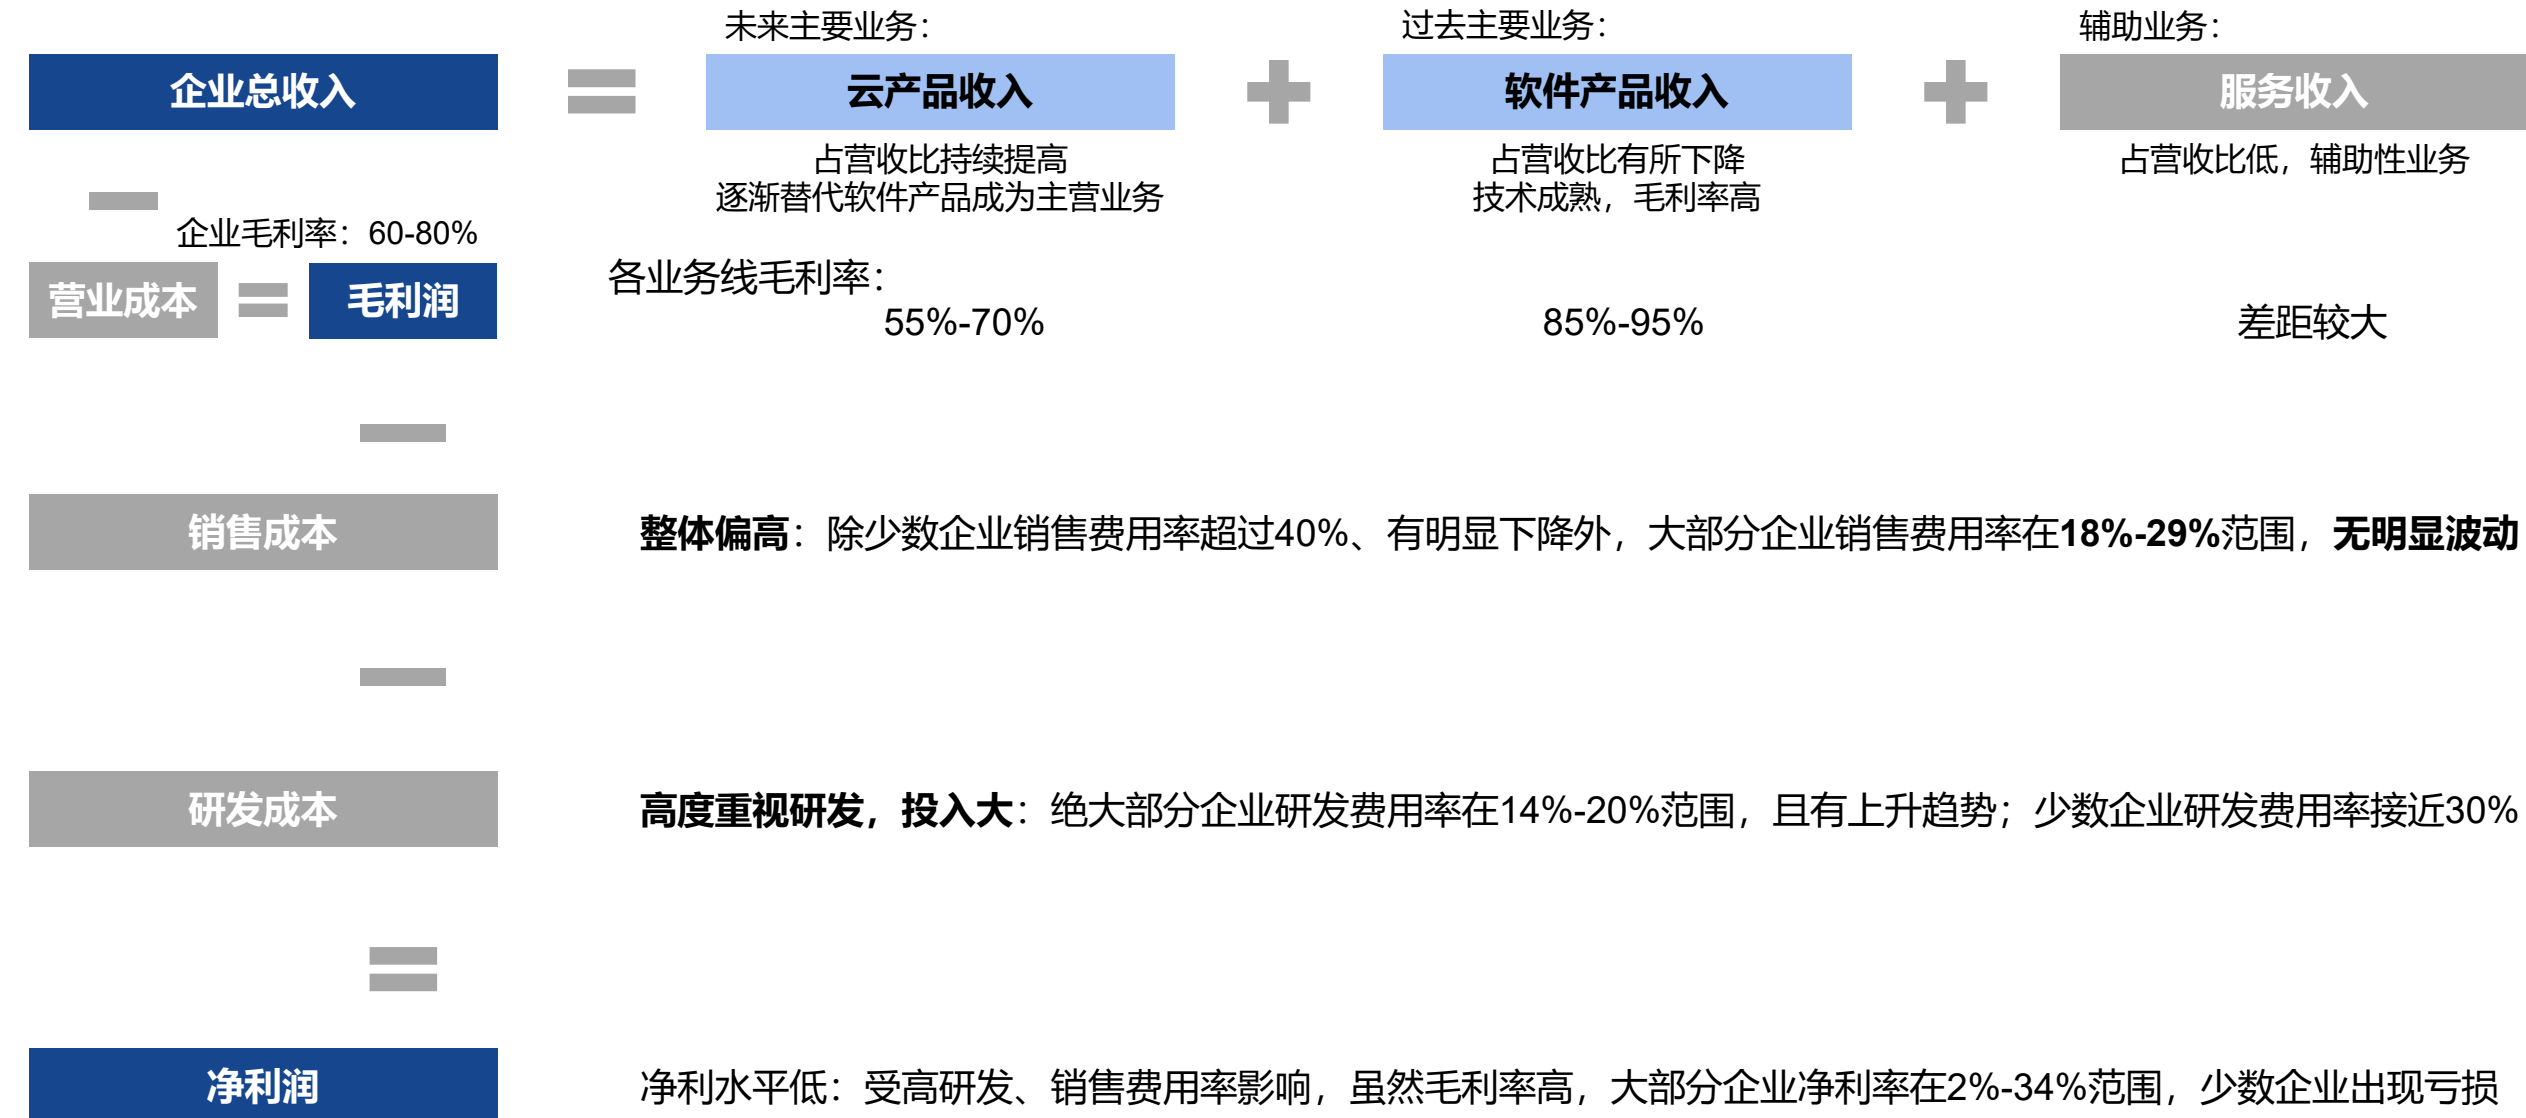 未来主要业务：
过去主要业务：
辅助业务：
企业总收入
云产品收入
软件产品收入
服务收入
占营收比持续提高
逐渐替代软件产品成为主营业务
占营收比有所下降
技术成熟，毛利率高
占营收比低，辅助性业务
企业毛利率：60-80%
营业成本
毛利润
各业务线毛利率：
55%-70%
85%-95%
差距较大
销售成本
整体偏高：除少数企业销售费用率超过40%、有明显下降外，大部分企业销售费用率在18%-29%范围，无明显波动
研发成本
高度重视研发，投入大：绝大部分企业研发费用率在14%-20%范围，且有上升趋势；少数企业研发费用率接近30%
净利润
净利水平低：受高研发、销售费用率影响，虽然毛利率高，大部分企业净利率在2%-34%范围，少数企业出现亏损